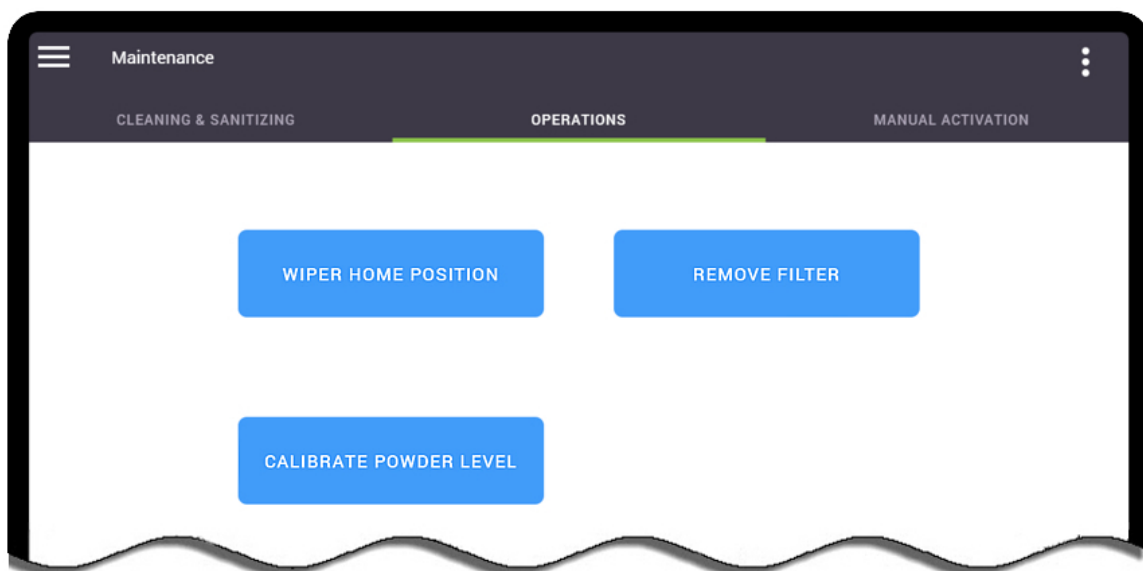 Maintenance
CLEANING & SANITIZING
OPERATIONS
MANUAL ACTIVATION
WIPER HOME POSITION
REMOVE FILTER
CALIBRATE POWDER LEVEL